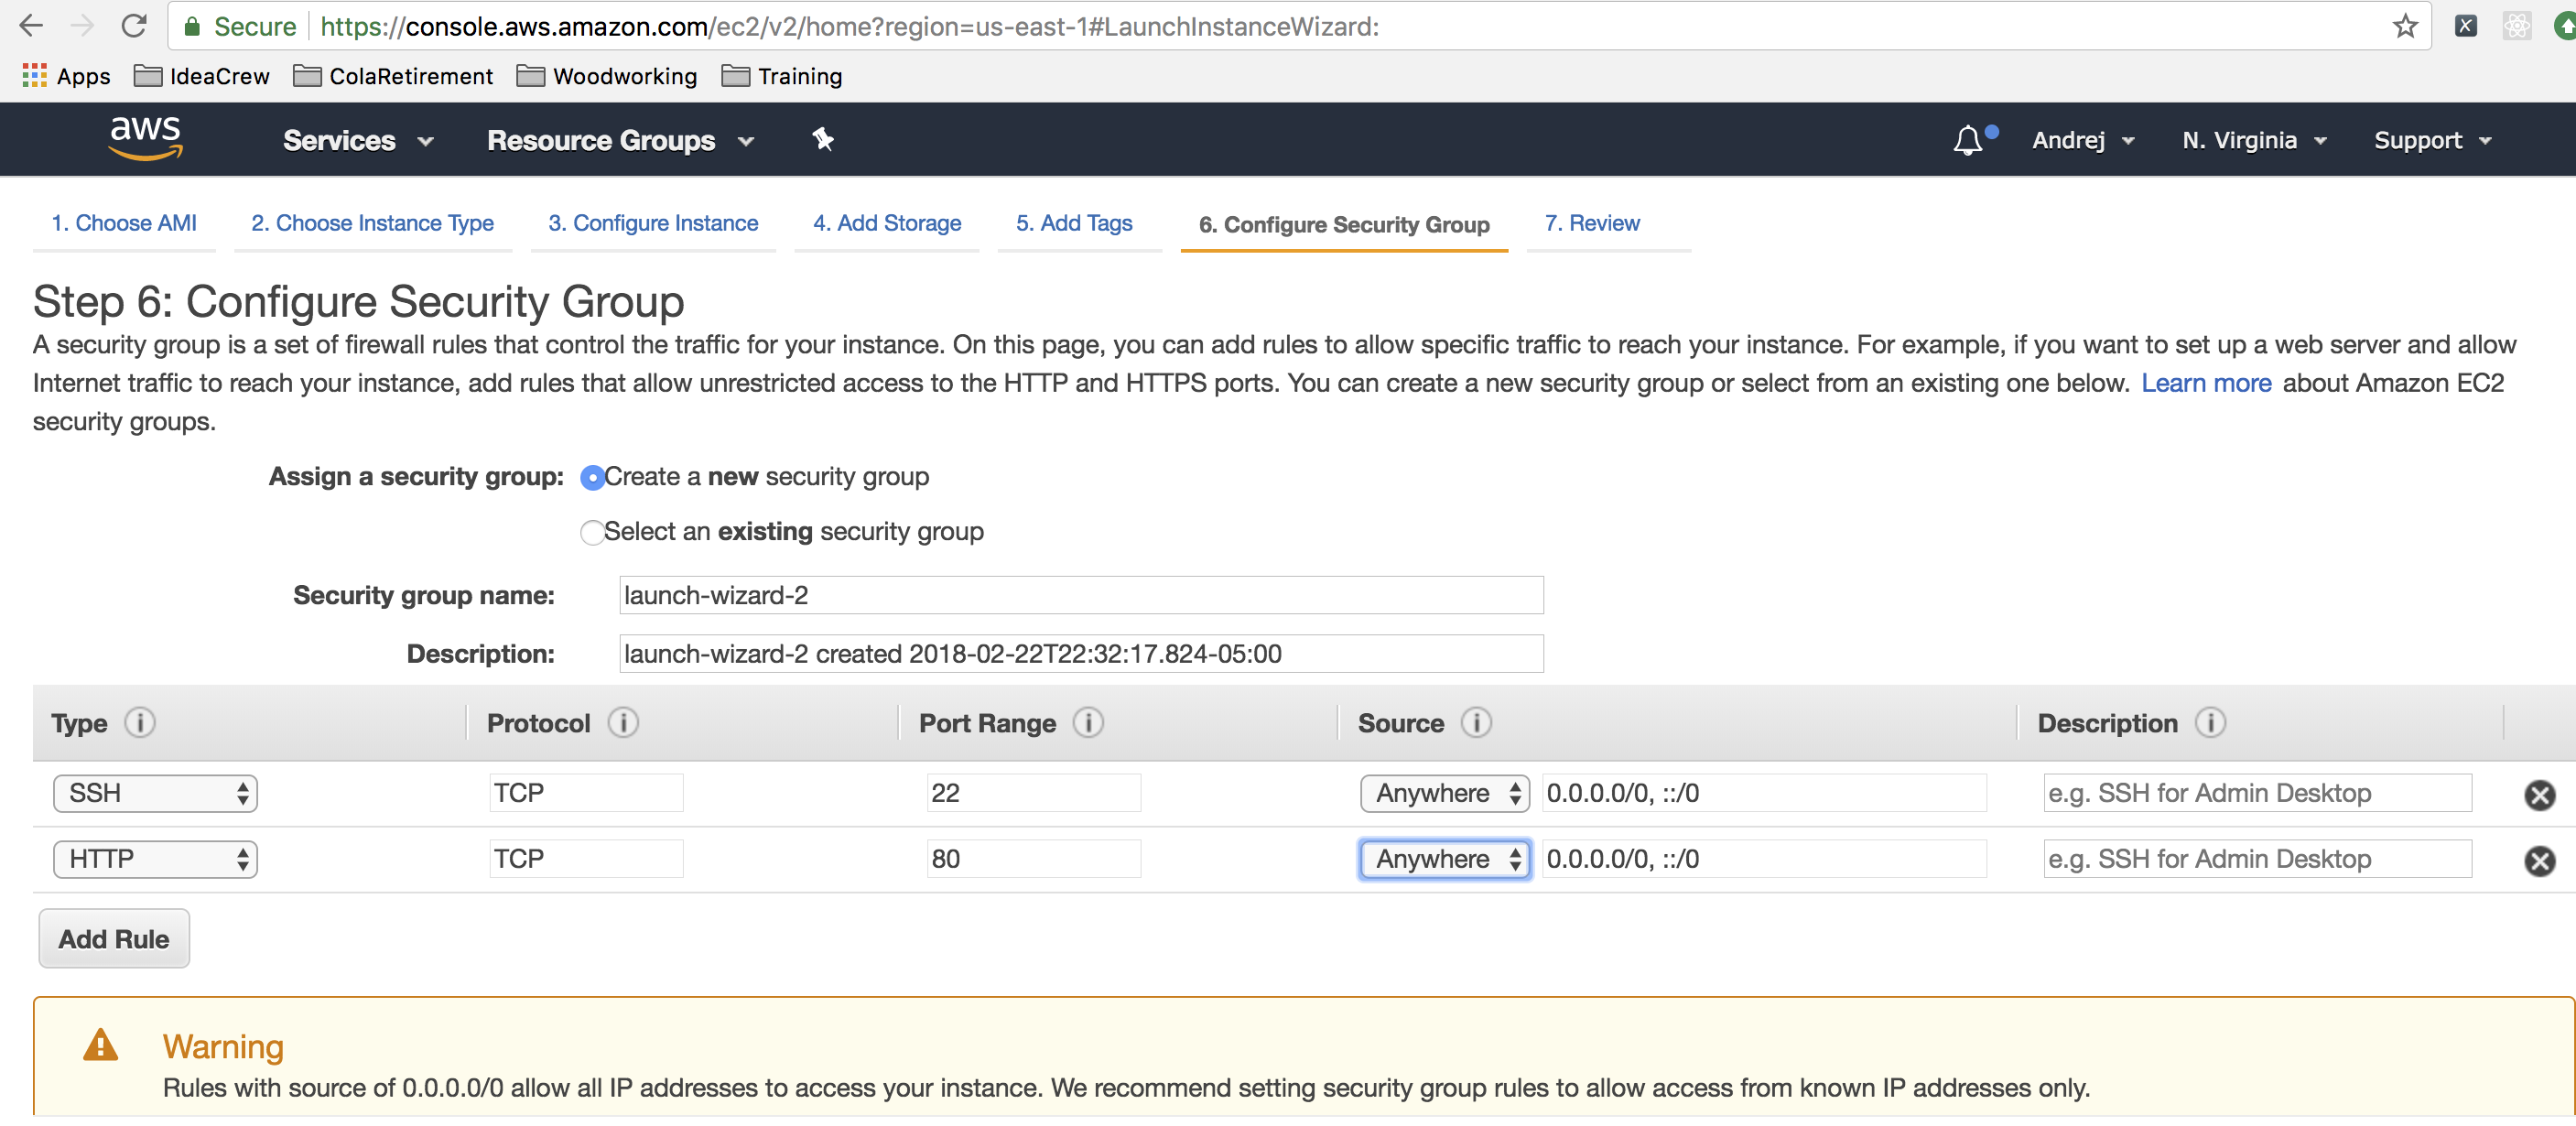 Secure https://console.aws.amazon.com/ec2/v2/home?region=us-east-1#LaunchInstanceWizard:
Apps IdeaCrew ColaRetirement Woodworking Training
aws Services Resource Groups Andrej N. Virginia Support
1. Choose AMI 2. Choose Instance Type 3. Configure Instance 4. Add Storage 5. Add Tags 6. Configure Security Group 7. Review
Step 6: Configure Security Group
A security group is a set of firewall rules that control the traffic for your instance. On this page, you can add rules to allow specific traffic to reach your instance. For example, if you want to set up a web server and allow
Internet traffic to reach your instance, add rules that allow unrestricted access to the HTTP and HTTPS ports. You can create a new security group or select from an existing one below. Learn more about Amazon EC2
security groups.
Assign a security group: Create a new security group
Select an existing security group
Security group name: launch-wizard-2
Description: launch-wizard-2 created 2018-02-22T22:32:17.824-05:00
Type Protocol Port Range Source Description
SSH TCP 22 Anywhere 0.0.0.0/0, ::/0 e.g. SSH for Admin Desktop
HTTP TCP 80 Anywhere 0.0.0.0/0, ::/0 e.g. SSH for Admin Desktop
Add Rule
Warning
Rules with source of 0.0.0.0/0 allow all IP addresses to access your instance. We recommend setting security group rules to allow access from known IP addresses only.